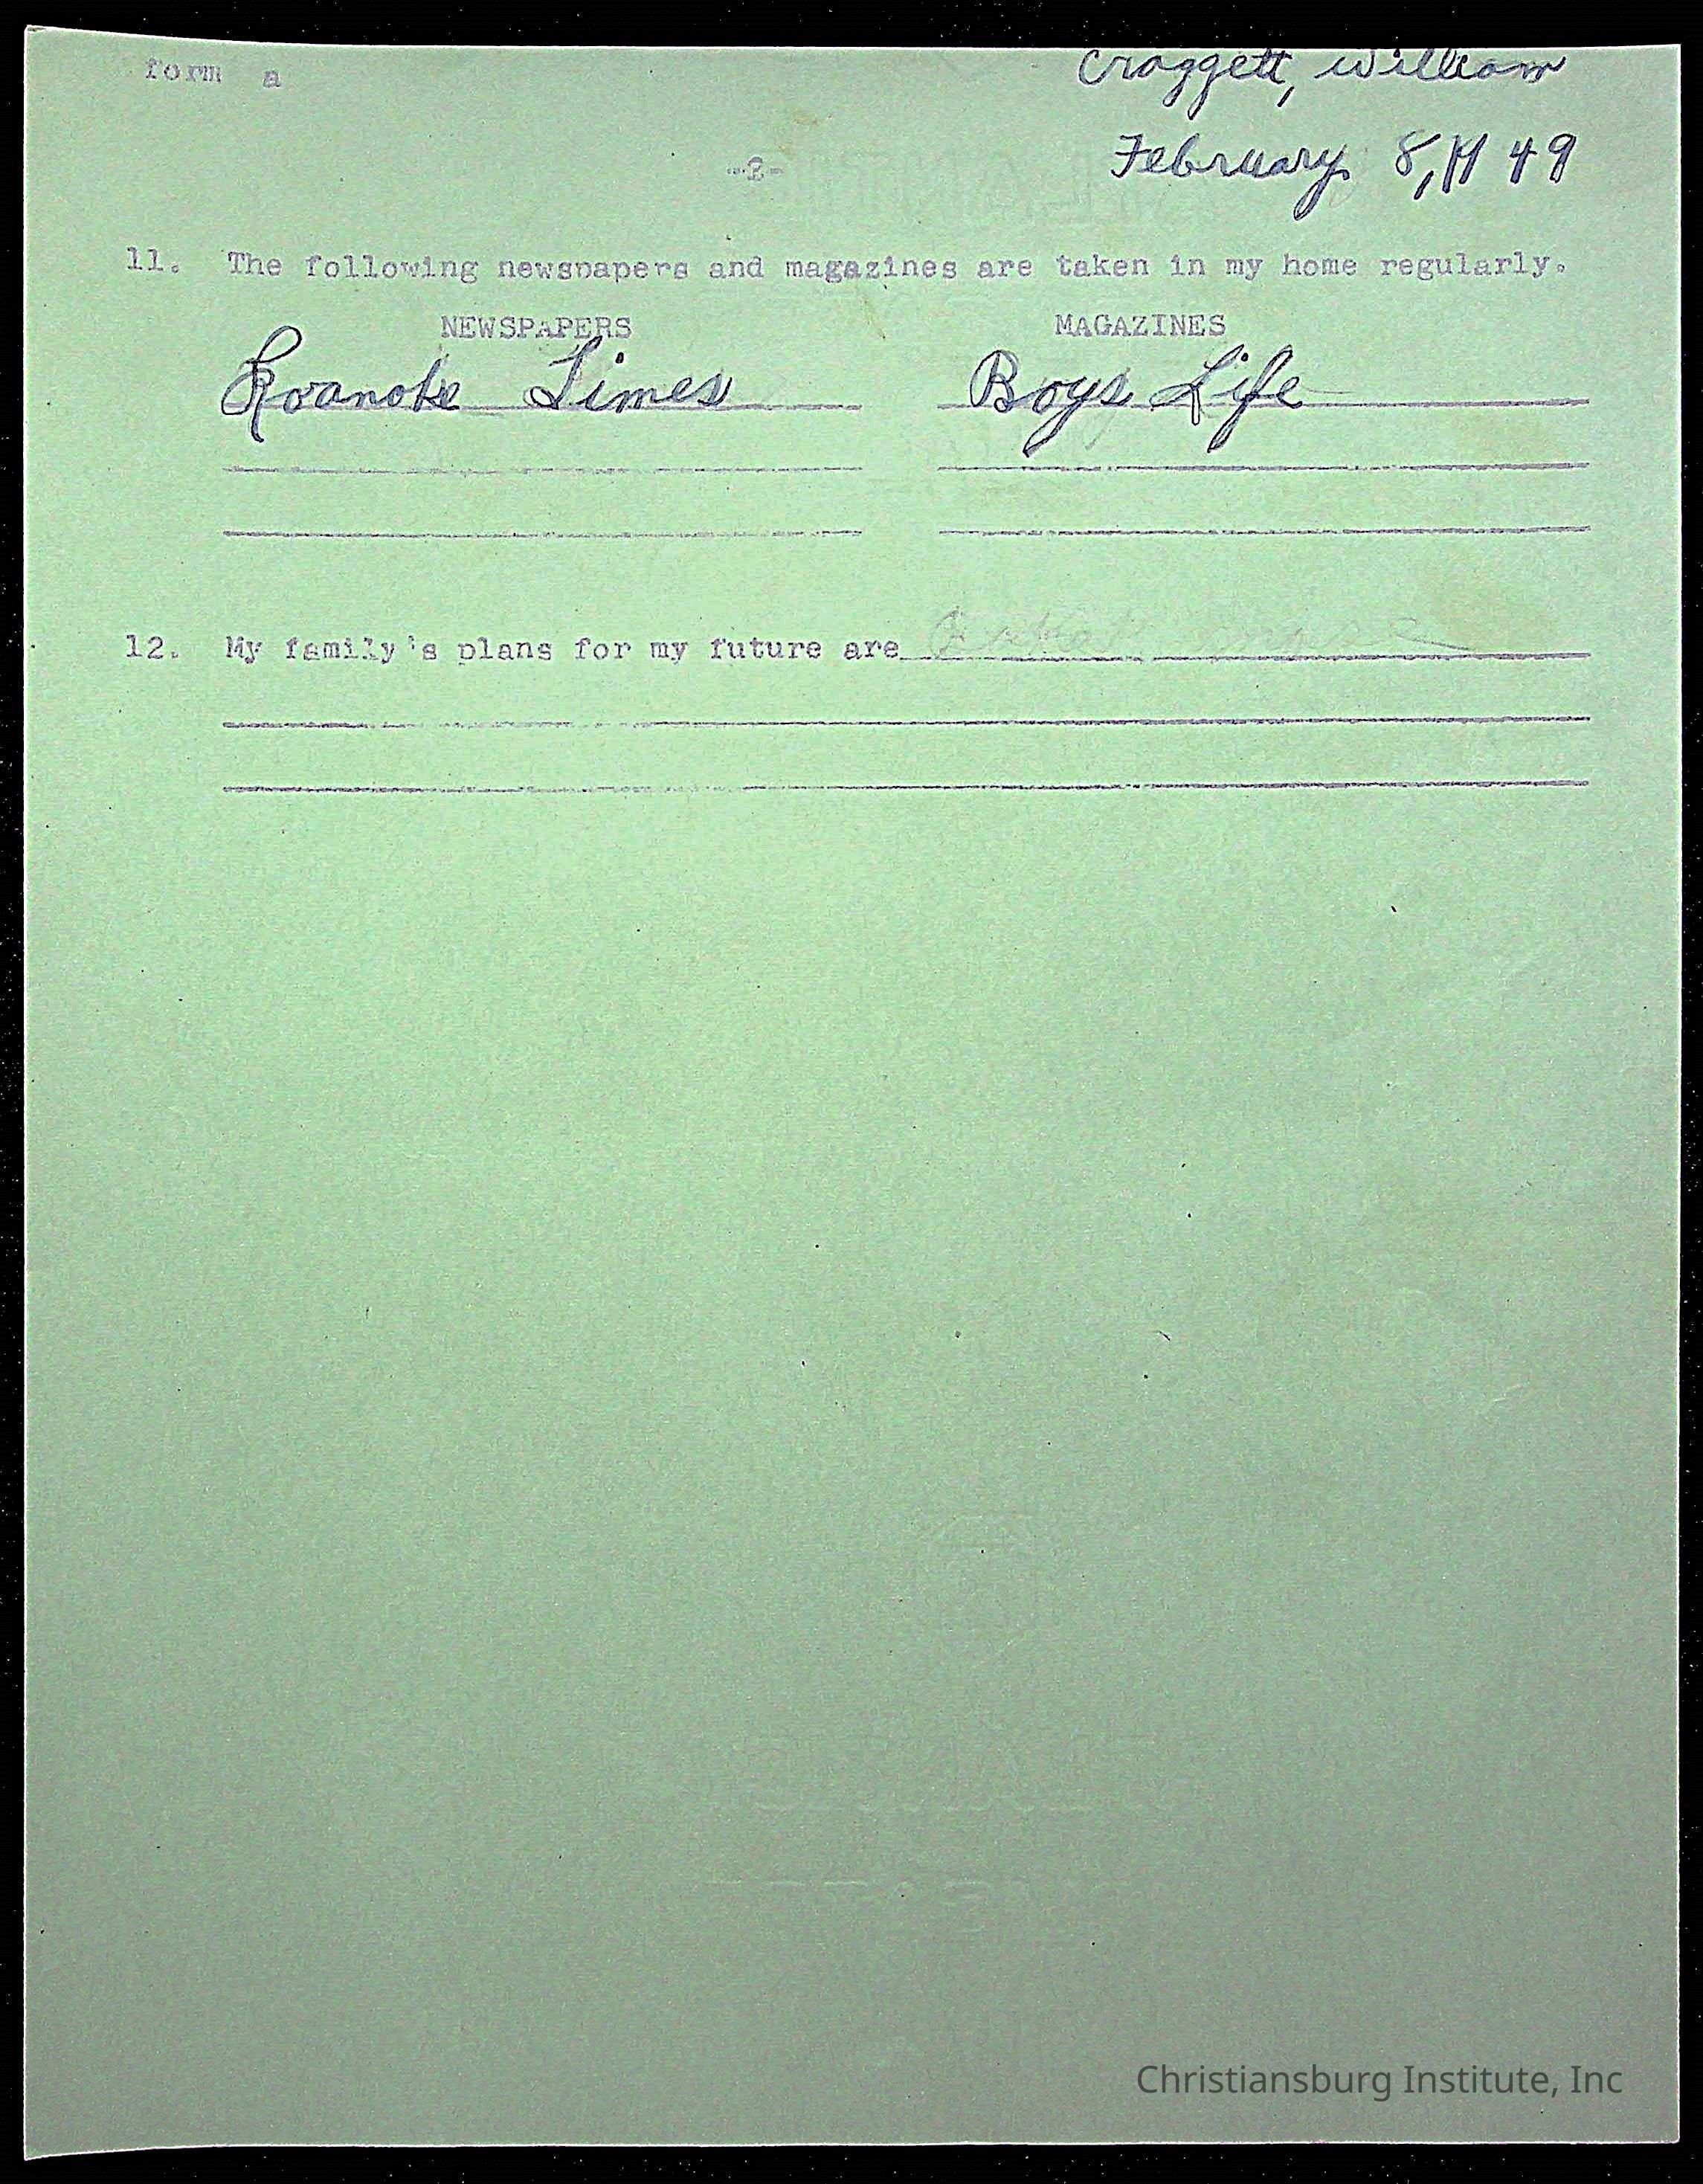 form a
Craggett, William
-2-
February 8, 1949
11. The following newspapers and magazines are taken in my home regularly.
NEWSPAPERS MAGAZINES
Roanoke Times Boys Life
12. My family's plans for my future are
Christiansburg Institute, Inc